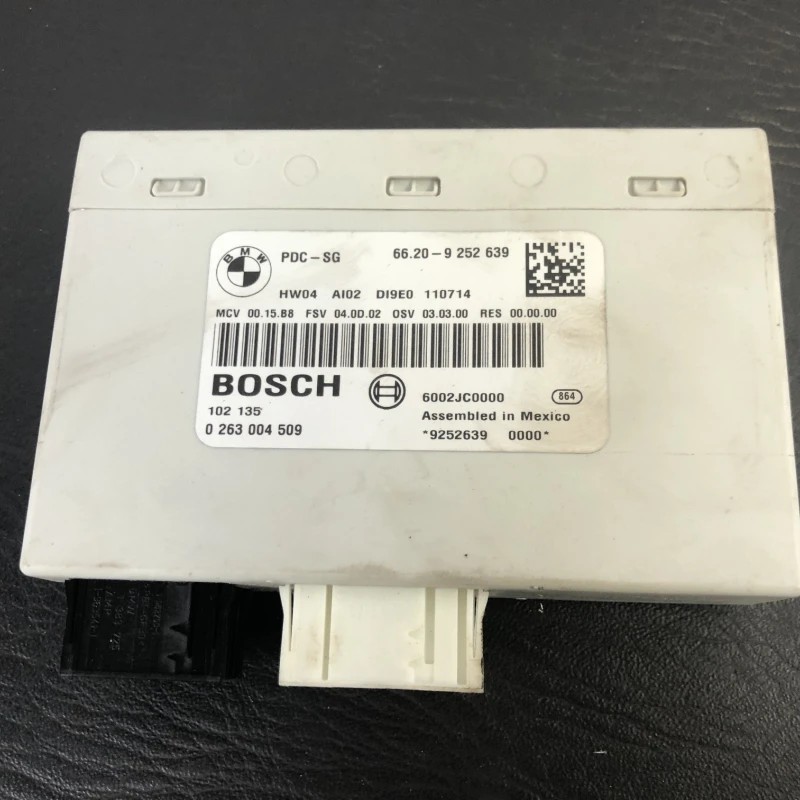 BMW
PDC-SG 66.20-9 252 639
HW04 AI02 DI9E0 110714
MCV 00.15.B8 FSV 04.0D.02 OSV 03.03.00 RES 00.00.00
BOSCH 6002JC0000 864
102 135 Assembled in Mexico
0 263 004 509 *9252639 0000*